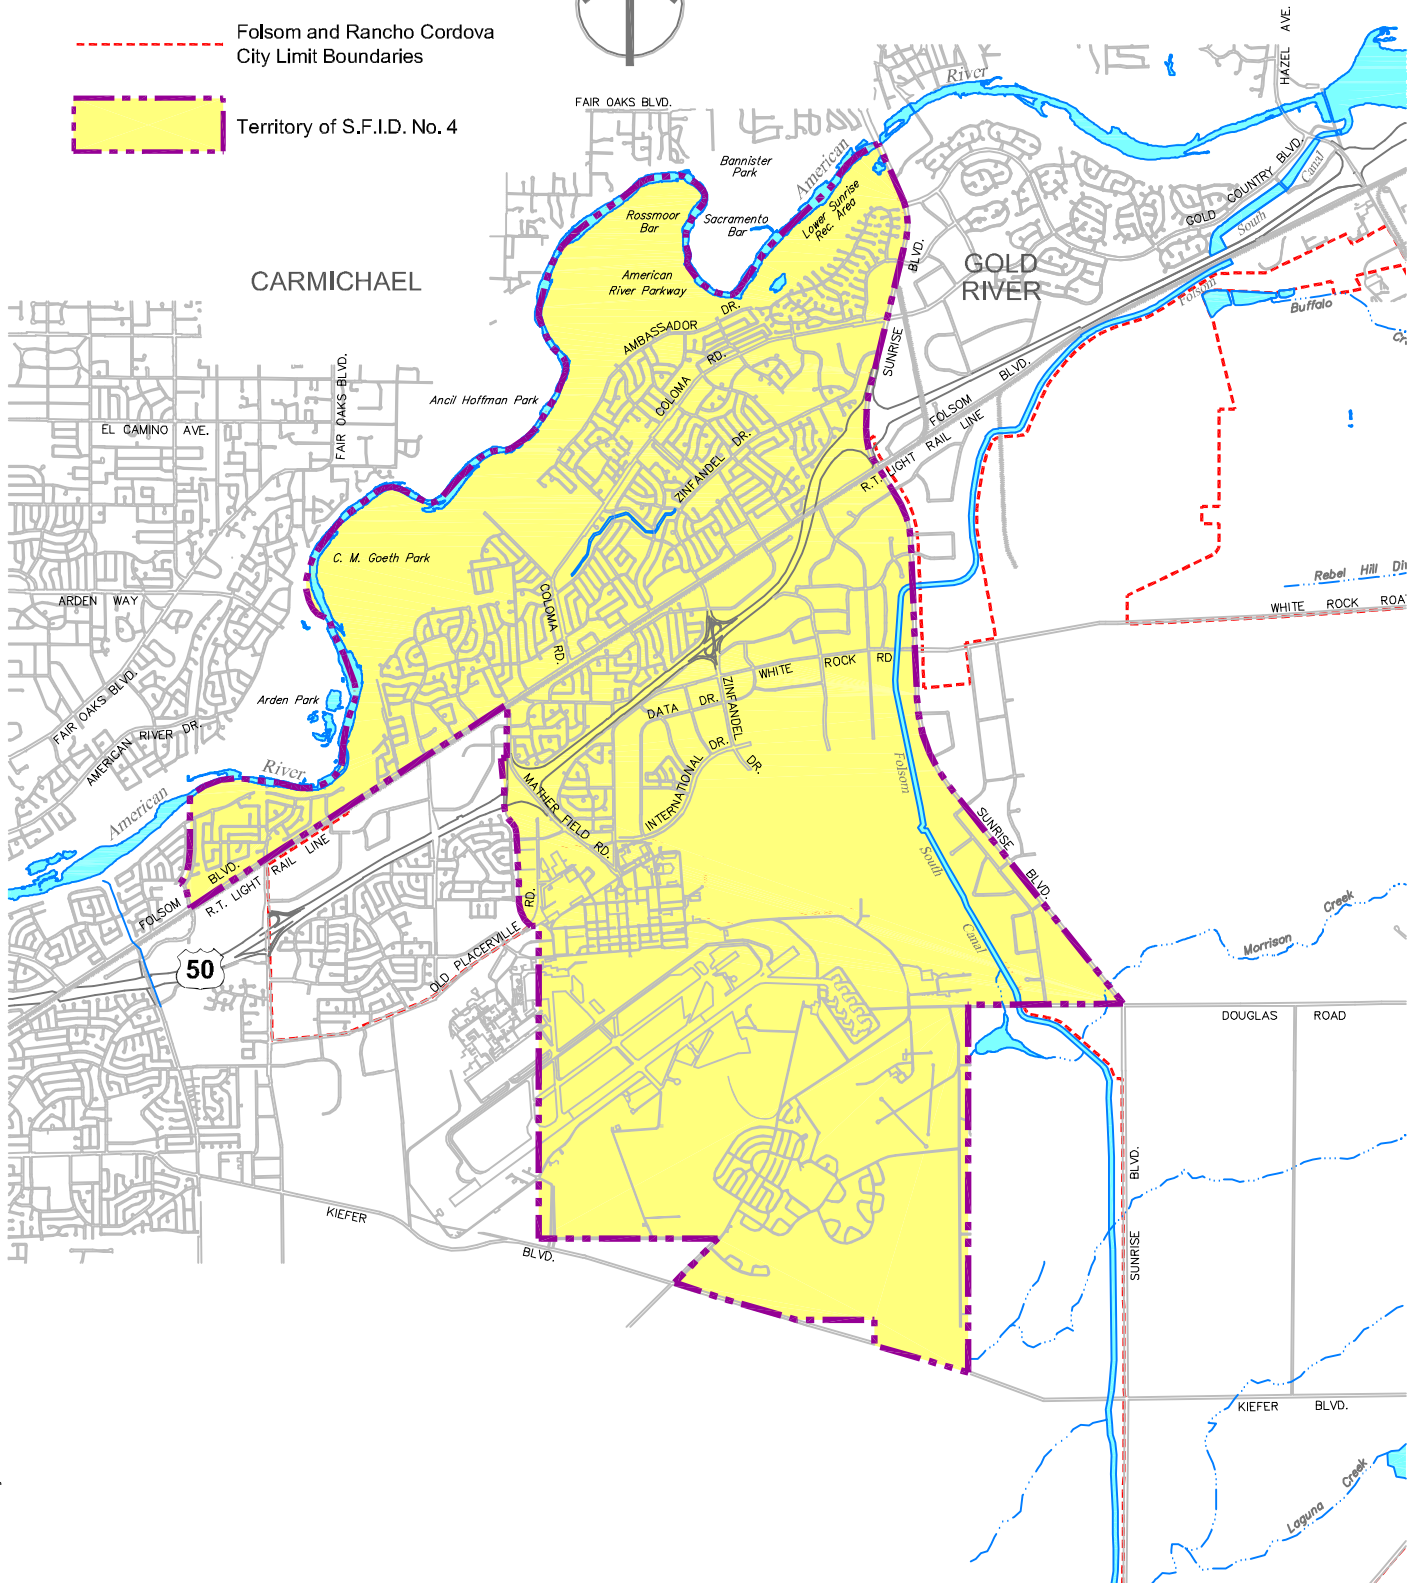 Folsom and Rancho Cordova
City Limit Boundaries
Territory of S.F.I.D. No. 4
HAZEL AVE.
River
FAIR OAKS BLVD.
American
Bannister
Park
Canal
GOLD COUNTRY BLVD.
South
Rossmoor
Bar
Sacramento
Bar
Lower Sunrise
Rec. Area
BLVD.
CARMICHAEL
American
River Parkway
GOLD
RIVER
Folsom
Buffalo
AMBASSADOR DR.
SUNRISE
COLOMA RD.
FAIR OAKS BLVD.
Ancil Hoffman Park
FOLSOM BLVD.
EL CAMINO AVE.
R.T. LIGHT RAIL LINE
ZINFANDEL DR.
C. M. Goeth Park
Rebel Hill
ARDEN WAY
WHITE ROCK
COLOMA RD.
WHITE ROCK RD
Arden Park
FAIR OAKS BLVD.
AMERICAN RIVER DR.
DATA DR.
ZINFANDEL DR.
INTERNATIONAL DR.
River
American
Folsom
MATHER FIELD RD.
SUNRISE BLVD.
South
BLVD.
FOLSOM
R.T. LIGHT RAIL LINE
RD.
OLD PLACERVILLE
50
Canal
Morrison
Creek
DOUGLAS ROAD
KIEFER
BLVD.
SUNRISE BLVD.
KIEFER BLVD.
Laguna Creek